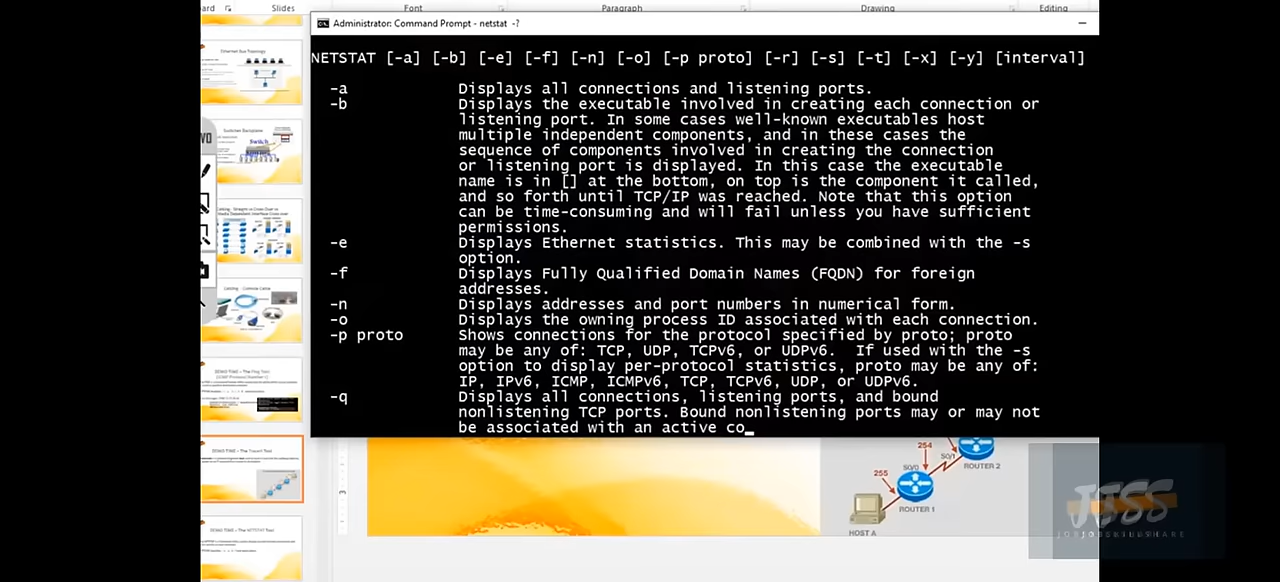 ard
Slides
Font
Paragraph
Drawing
Editing
Administrator: Command Prompt - netstat -?
NETSTAT [-a] [-b] [-e] [-f] [-n] [-o] [-p proto] [-r] [-s] [-t] [-x] [-y] [interval]
-a Displays all connections and listening ports.
-b Displays the executable involved in creating each connection or
listening port. In some cases well-known executables host
multiple independent components, and in these cases the
sequence of components involved in creating the connection
or listening port is displayed. In this case the executable
name is in [] at the bottom, on top is the component it called,
and so forth until TCP/IP was reached. Note that this option
can be time-consuming and will fail unless you have sufficient
permissions.
-e Displays Ethernet statistics. This may be combined with the -s
option.
-f Displays Fully Qualified Domain Names (FQDN) for foreign
addresses.
-n Displays addresses and port numbers in numerical form.
-o Displays the owning process ID associated with each connection.
-p proto Shows connections for the protocol specified by proto; proto
may be any of: TCP, UDP, TCPv6, or UDPv6. If used with the -s
option to display per-protocol statistics, proto may be any of:
IP, IPv6, ICMP, ICMPv6, TCP, TCPv6, UDP, or UDPv6.
-q Displays all connections, listening ports, and bound
nonlistening TCP ports. Bound nonlistening ports may or may not
be associated with an active co
Ethernet Bus Topology
Switch
254
S0/1
ROUTER 2
255
S0/0
ROUTER 1
HOST A
JESS